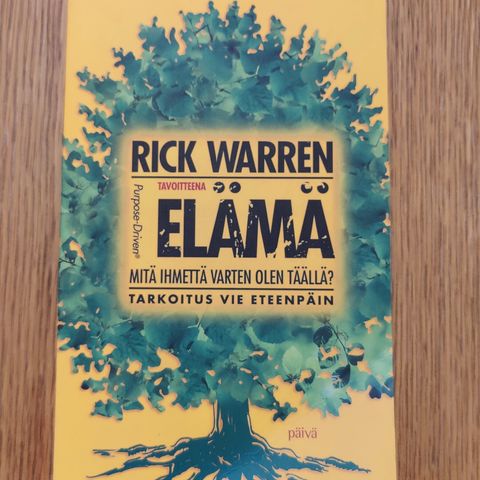 RICK WARREN
TAVOITTEENA
Purpose-Driven®
ELÄMÄ
MITÄ IHMETTÄ VARTEN OLEN TÄÄLLÄ?
TARKOITUS VIE ETEENPÄIN
päivä